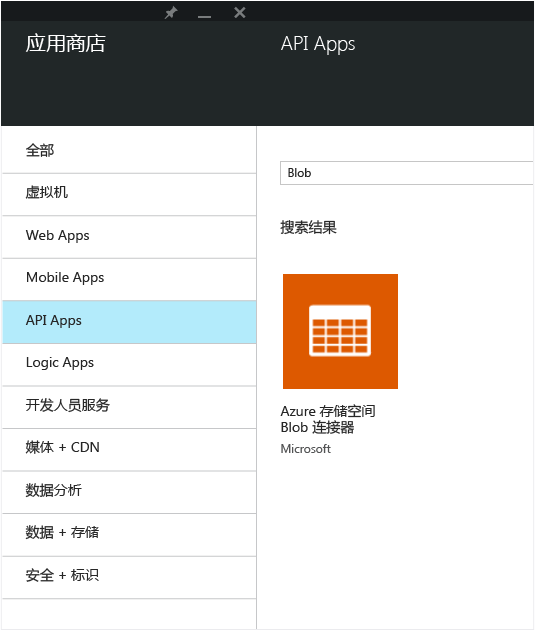 应用商店
API Apps
全部
虚拟机
Web Apps
Mobile Apps
API Apps
Logic Apps
开发人员服务
媒体 + CDN
数据分析
数据 + 存储
安全 + 标识
Blob
搜索结果
Azure 存储空间
Blob 连接器
Microsoft